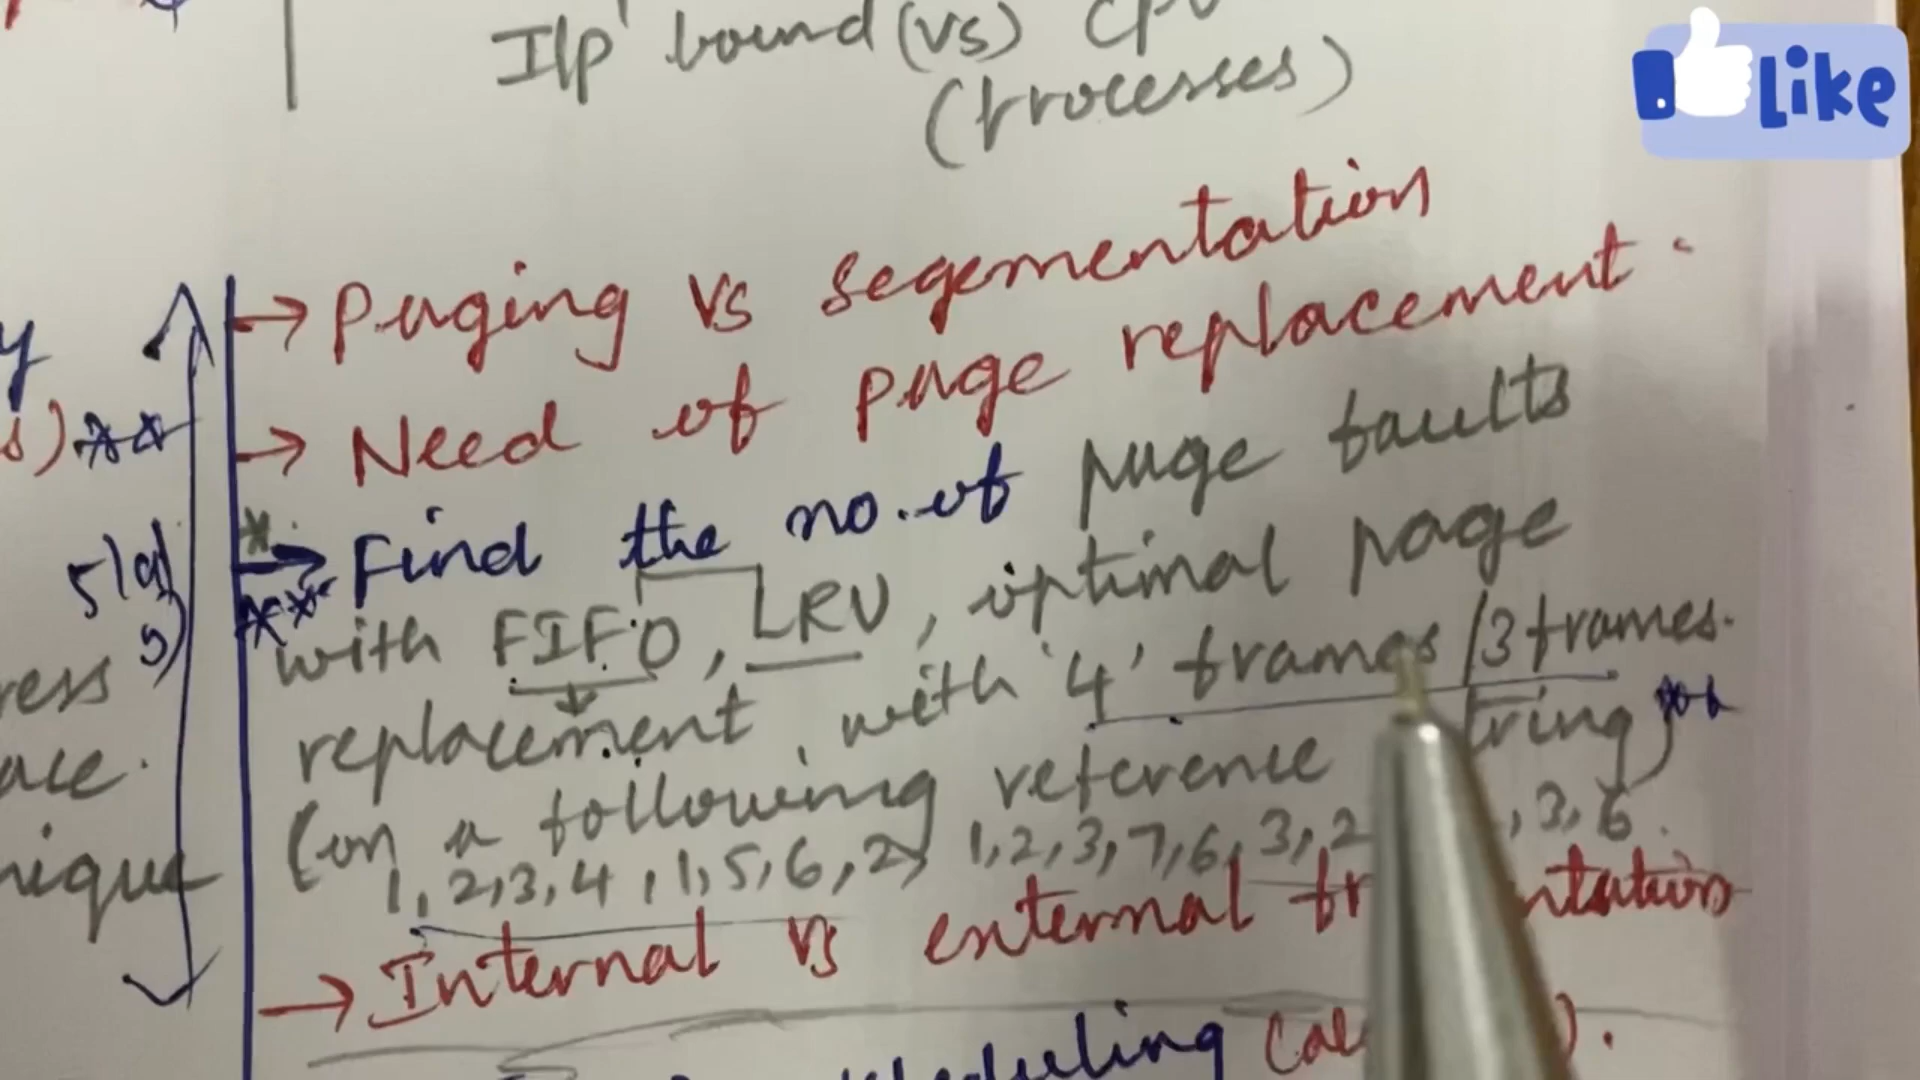 I/p bound (vs) CPU
(processes)
Like
→ Paging vs segementation
→ Need of page replacement.
→ Find the no. of page faults
with FIFO, LRU, optimal page
replacement, with '4' frames / 3 frames.
(on a following reference string
1, 2, 3, 4, 1, 5, 6, 2, 1, 2, 3, 7, 6, 3, 2, 3, 6.
→ Internal vs external
5(a)
ress
ace.
nique